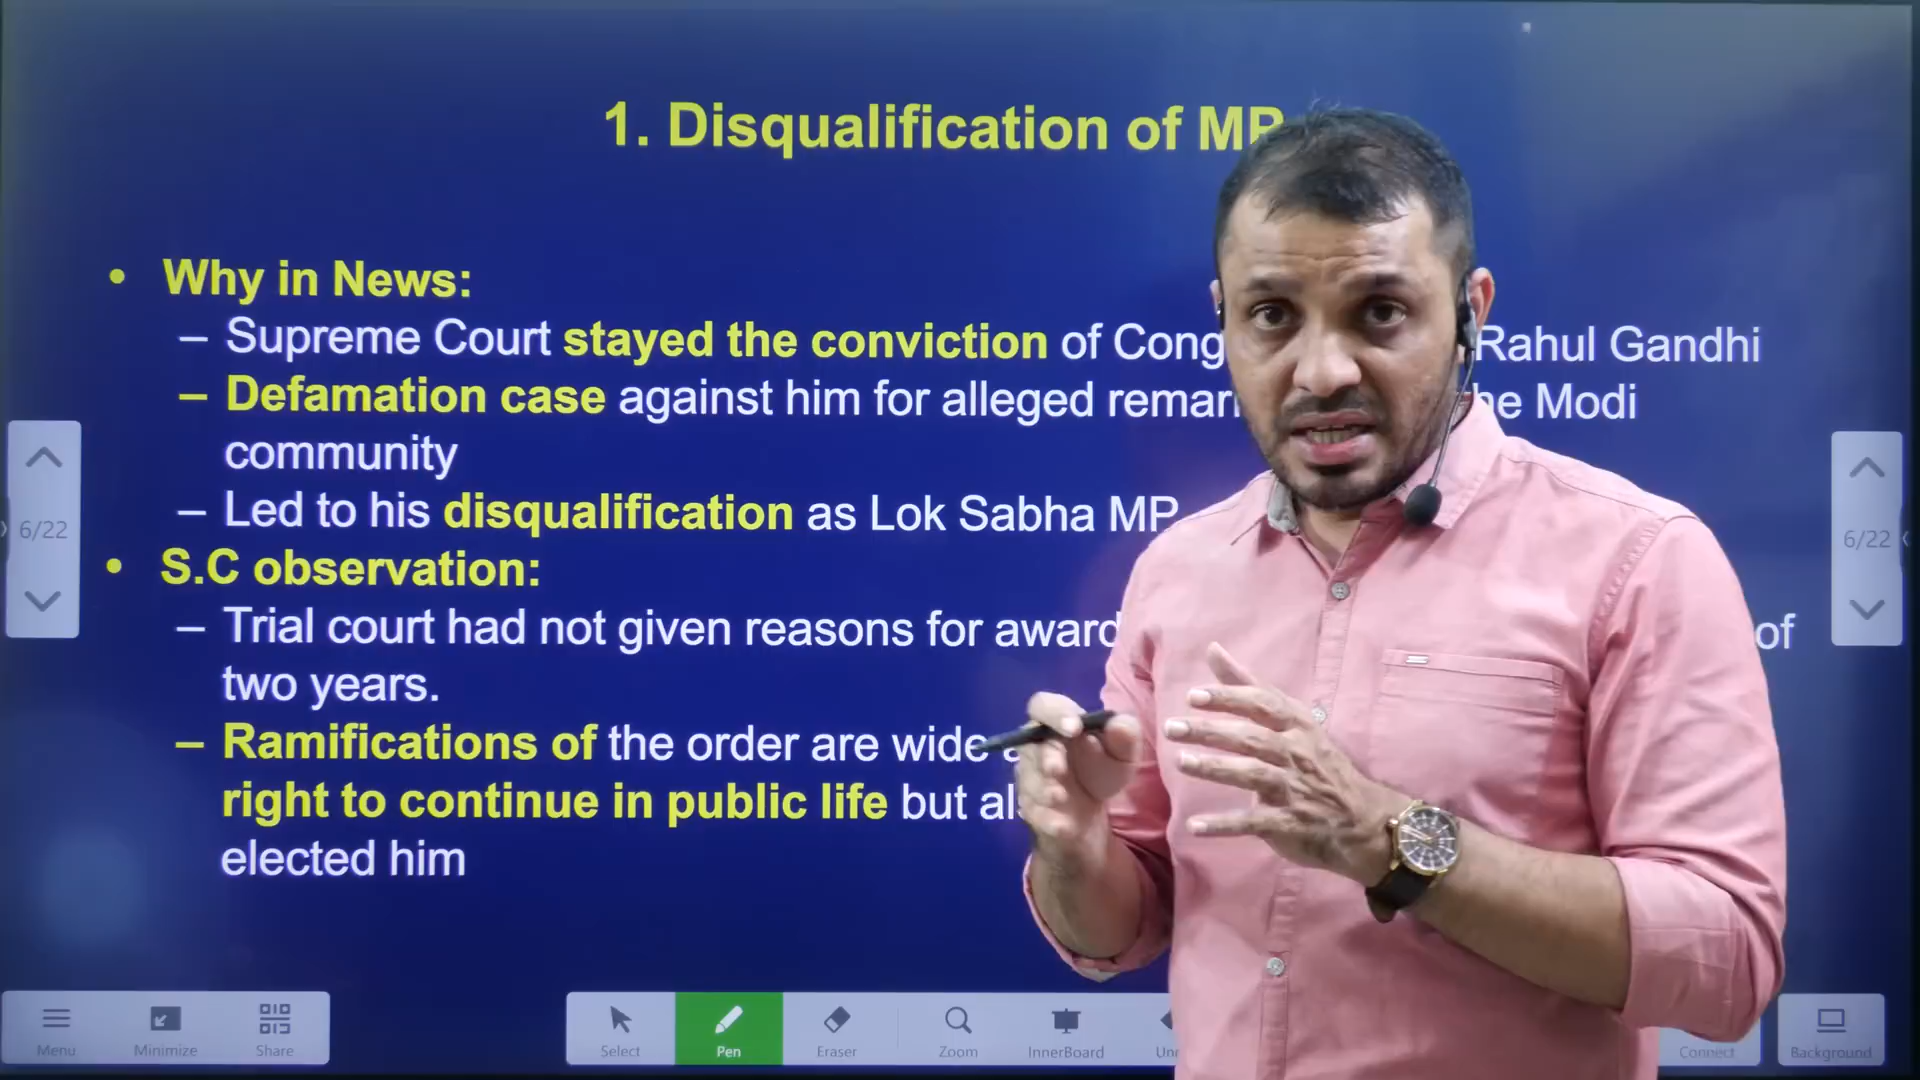 1. Disqualification of MP
• Why in News:
– Supreme Court stayed the conviction of Cong Rahul Gandhi
– Defamation case against him for alleged remar he Modi
community
– Led to his disqualification as Lok Sabha MP
• S.C observation:
– Trial court had not given reasons for award of
two years.
– Ramifications of the order are wide
right to continue in public life but al
elected him
6/22
6/22
Menu Minimize Share Select Pen Eraser Zoom InnerBoard Connect Background